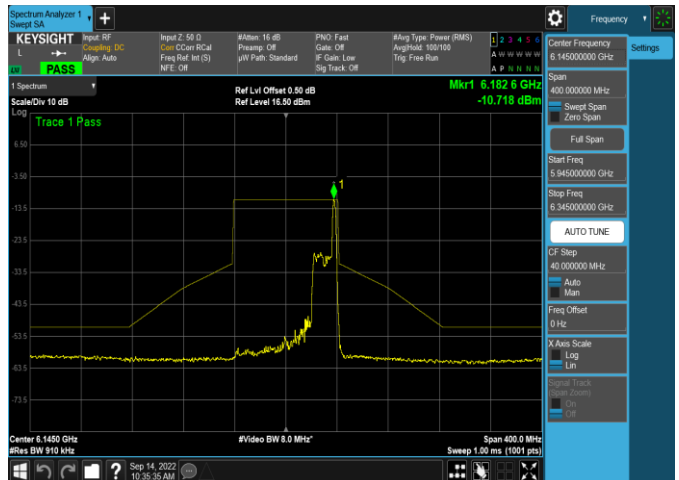 Spectrum Analyzer 1
Swept SA
+
Frequency
KEYSIGHT
L
LV
PASS
Input: RF
Coupling: DC
Align: Auto
Input Z: 50 Ω
Corr CCorr RCal
Freq Ref: Int (S)
NFE: Off
#Atten: 16 dB
Preamp: Off
µW Path: Standard
PNO: Fast
Gate: Off
IF Gain: Low
Sig Track: Off
#Avg Type: Power (RMS)
Avg|Hold: 100/100
Trig: Free Run
1 2 3 4 5 6
A W W W W W
A P N N N N
Center Frequency
6.145000000 GHz
Settings
Span
400.000000 MHz
Swept Span
Zero Span
Full Span
Start Freq
5.945000000 GHz
Stop Freq
6.345000000 GHz
AUTO TUNE
CF Step
40.000000 MHz
Auto
Man
Freq Offset
0 Hz
X Axis Scale
Log
Lin
Signal Track
(Span Zoom)
On
Off
1 Spectrum
Scale/Div 10 dB
Log
Ref Lvl Offset 0.50 dB
Ref Level 16.50 dBm
Mkr1 6.182 6 GHz
-10.718 dBm
Trace 1 Pass
1
6.50
-3.50
-13.5
-23.5
-33.5
-43.5
-53.5
-63.5
-73.5
Center 6.1450 GHz
#Res BW 910 kHz
#Video BW 8.0 MHz*
Span 400.0 MHz
Sweep 1.00 ms (1001 pts)
?
Sep 14, 2022
10:35:35 AM